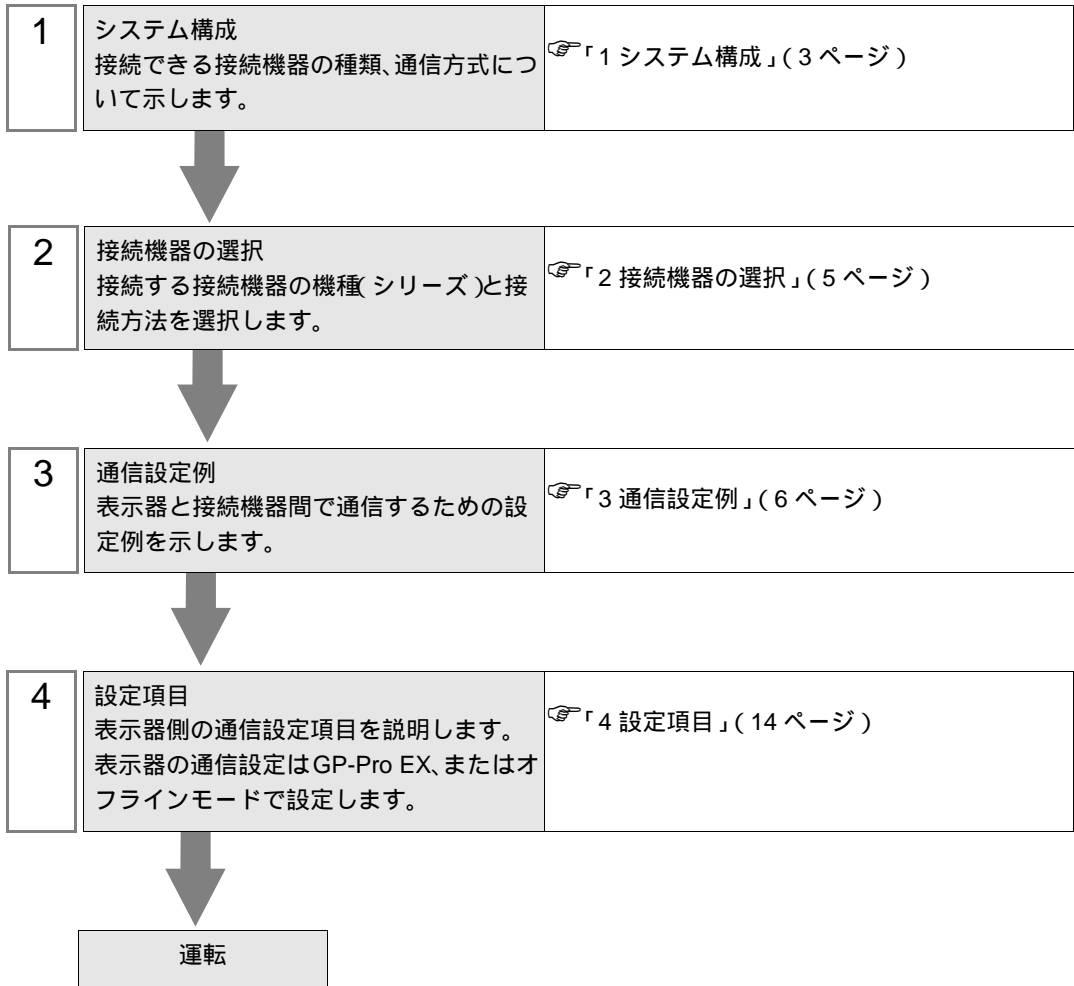 1
システム構成
接続できる接続機器の種類、通信方式につ
いて示します。
☞「1 システム構成」(3 ページ)
2
接続機器の選択
接続する接続機器の機種(シリーズ)と接
続方法を選択します。
☞「2 接続機器の選択」(5 ページ)
3
通信設定例
表示器と接続機器間で通信するための設
定例を示します。
☞「3 通信設定例」(6 ページ)
4
設定項目
表示器側の通信設定項目を説明します。
表示器の通信設定はGP-Pro EX、またはオ
フラインモードで設定します。
☞「4 設定項目」(14 ページ)
運転